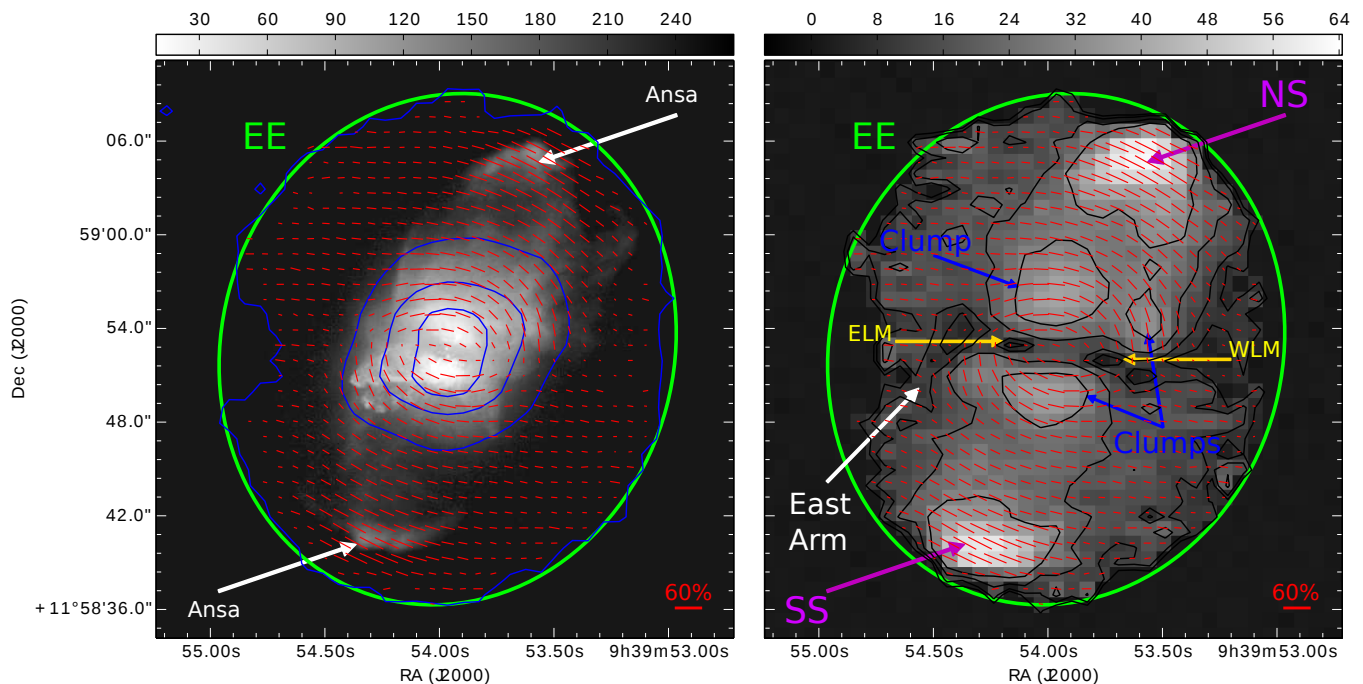 30 60 90 120 150 180 210 240
0 8 16 24 32 40 48 56 64
Ansa
EE
06.0"
59'00.0"
54.0"
48.0"
42.0"
+11°58'36.0"
Dec (J2000)
Ansa
60%
55.00s 54.50s 54.00s 53.50s 9h39m53.00s
RA (J2000)
NS
EE
Clump
ELM
WLM
Clumps
East
Arm
SS
60%
55.00s 54.50s 54.00s 53.50s 9h39m53.00s
RA (J2000)